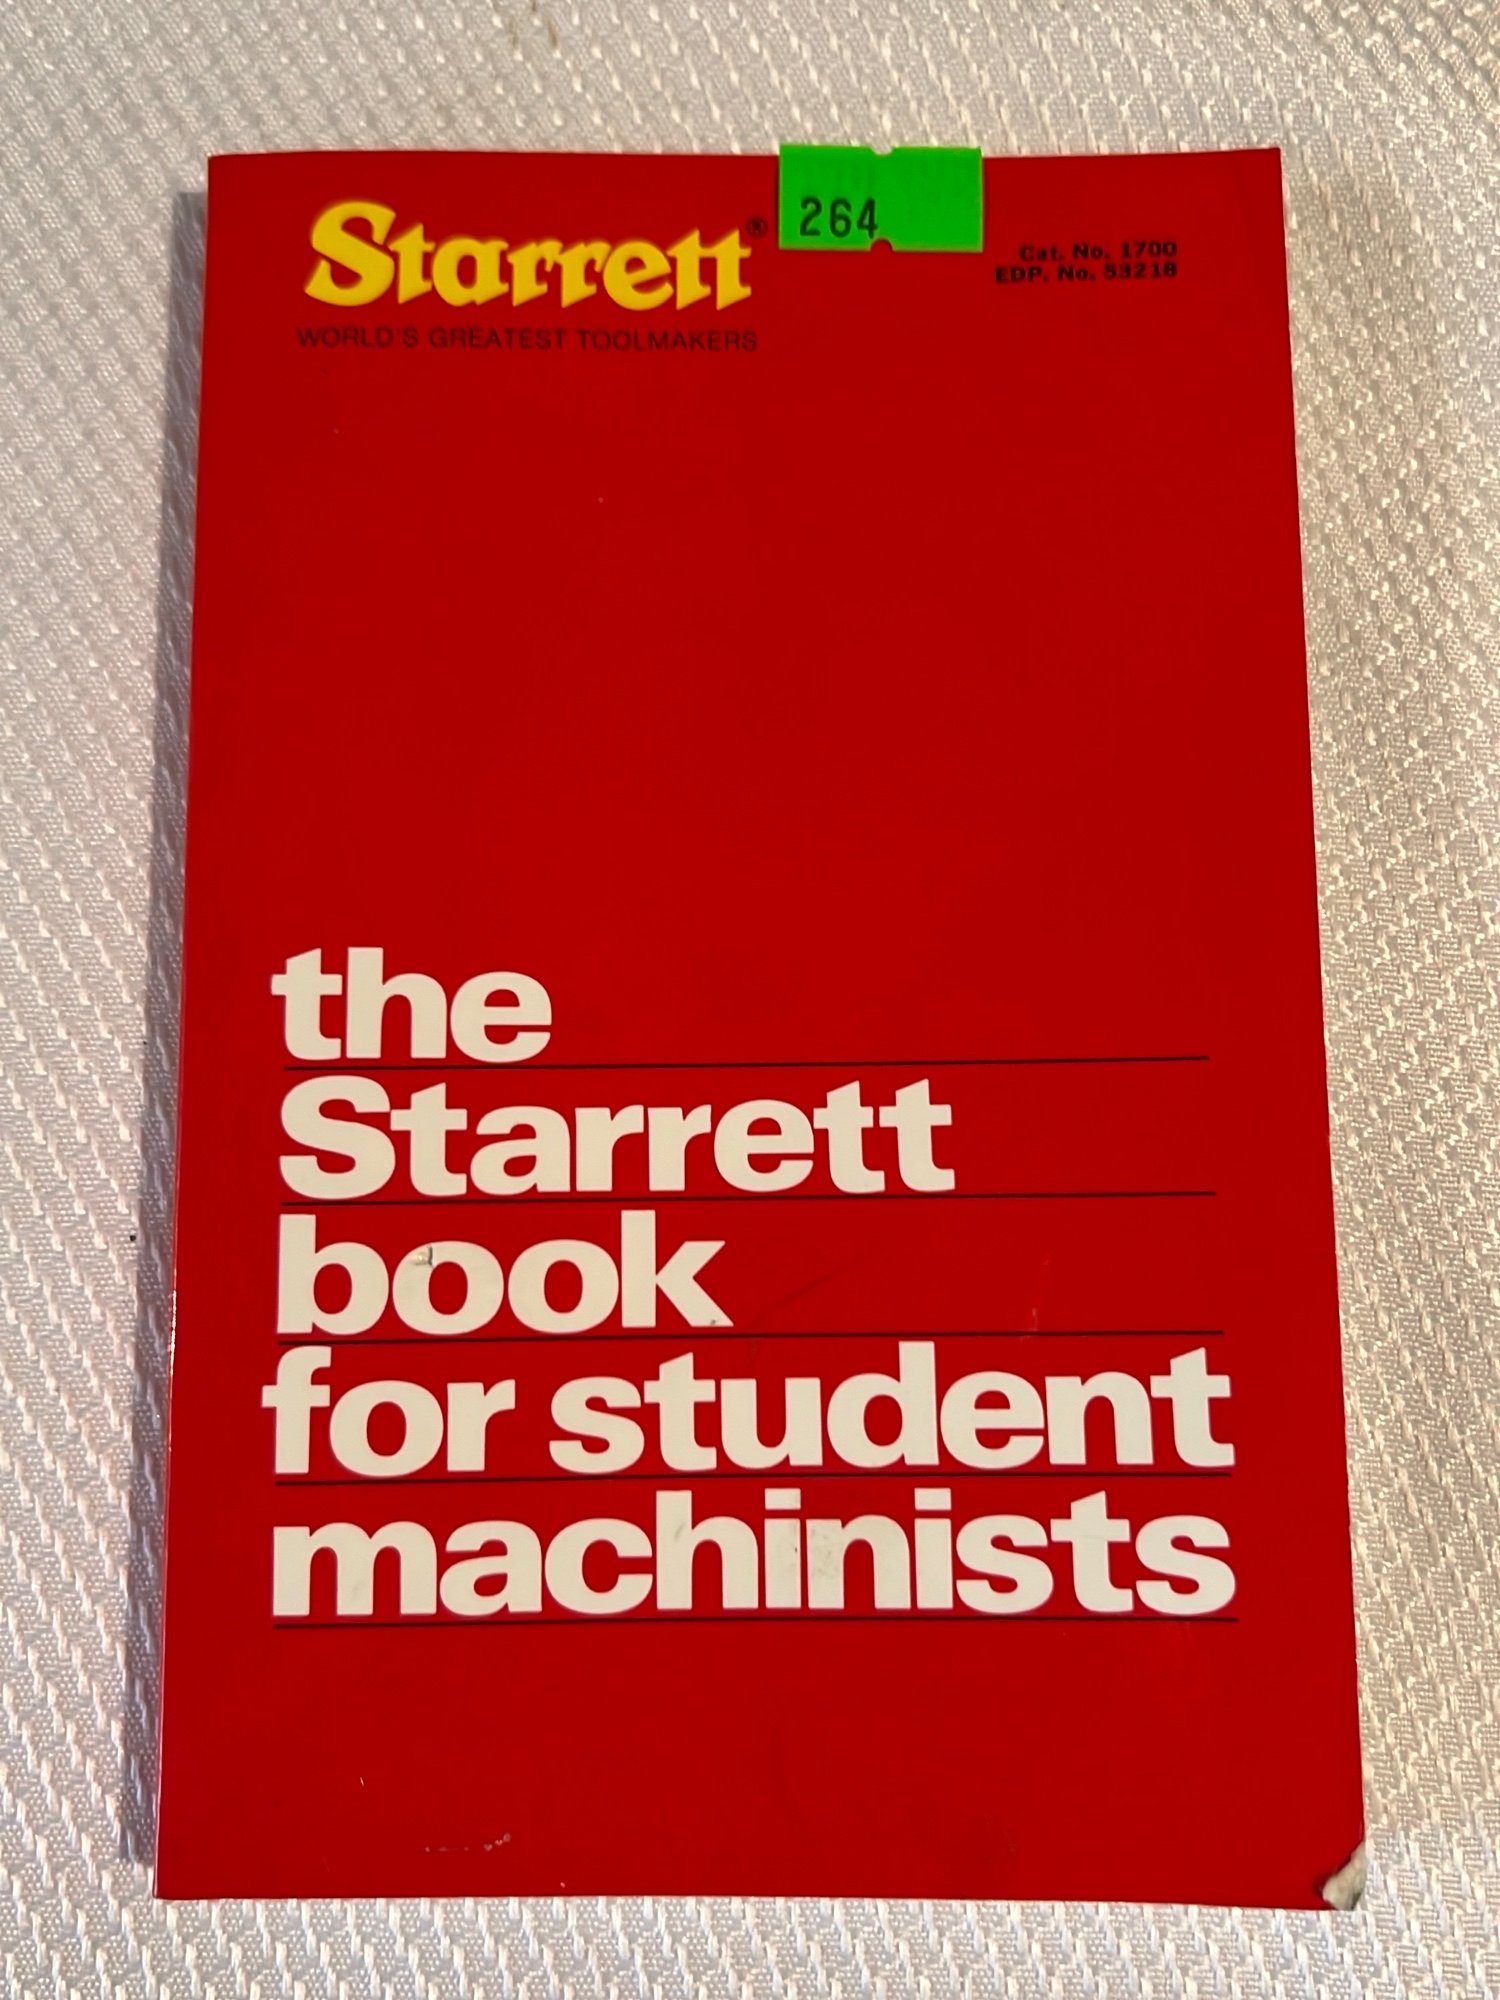 Starrett®
WORLD'S GREATEST TOOLMAKERS
264
Cat. No. 1700
EDP. No. 53218
the
Starrett
book
for student
machinists